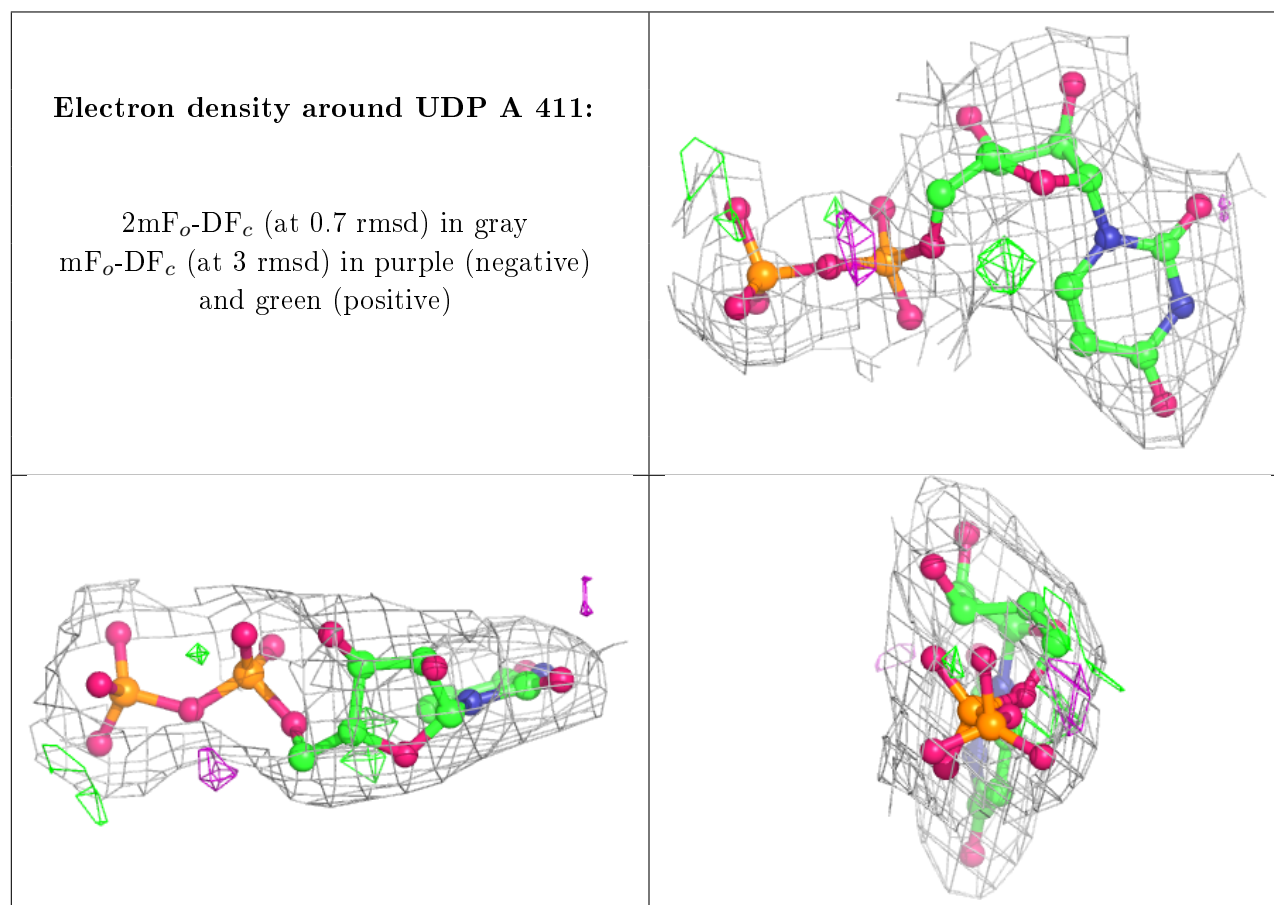 Electron density around UDP A 411:
2mFₒ-DF𝒸 (at 0.7 rmsd) in gray
mFₒ-DF𝒸 (at 3 rmsd) in purple (negative)
and green (positive)